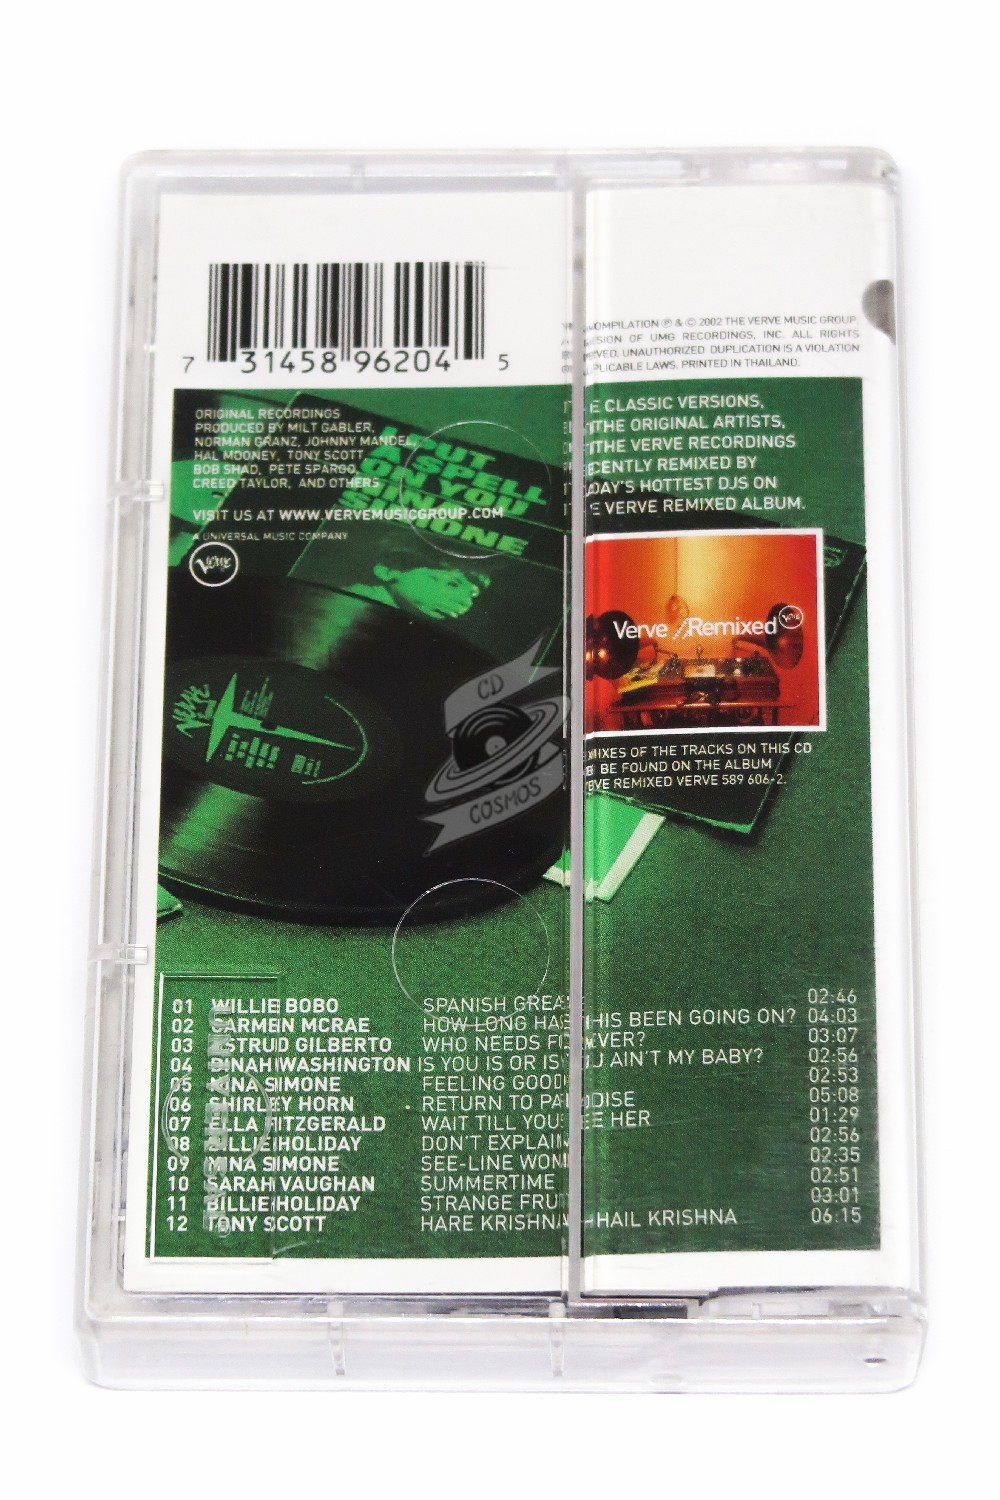 7 31458 96204 5
COMPILATION ℗ & © 2002 THE VERVE MUSIC GROUP,
OF UMG RECORDINGS, INC. ALL RIGHTS
UNAUTHORIZED DUPLICATION IS A VIOLATION
LAWS. PRINTED IN THAILAND.
ORIGINAL RECORDINGS
PRODUCED BY MILT GABLER,
NORMAN GRANZ, JOHNNY MANDEL,
HAL MOONEY, TONY SCOTT
BOB SHAD, PETE SPARGO,
CREED TAYLOR, AND OTHERS
VISIT US AT WWW.VERVEMUSICGROUP.COM
A UNIVERSAL MUSIC COMPANY
Verve
I PUT
A SPELL
ON YOU
NINA
SIMONE
CLASSIC VERSIONS,
THE ORIGINAL ARTISTS,
THE VERVE RECORDINGS
RECENTLY REMIXED BY
TODAY'S HOTTEST DJS ON
THE VERVE REMIXED ALBUM.
Verve //Remixed Verve
REMIXES OF THE TRACKS ON THIS CD
BE FOUND ON THE ALBUM
VERVE REMIXED VERVE 589 606-2.
Verve
CD
COSMOS
01 WILLIE BOBO SPANISH GREASE 02:46
02 CARMEN MCRAE HOW LONG HAS THIS BEEN GOING ON? 04:03
03 ASTRUD GILBERTO WHO NEEDS FOREVER? 03:07
04 DINAH WASHINGTON IS YOU IS OR IS YOU AIN'T MY BABY? 02:56
05 NINA SIMONE FEELING GOOD 02:53
06 SHIRLEY HORN RETURN TO PARADISE 05:08
07 ELLA FITZGERALD WAIT TILL YOU SEE HER 01:29
08 BILLIE HOLIDAY DON'T EXPLAIN 02:56
09 NINA SIMONE SEE-LINE WOMAN 02:35
10 SARAH VAUGHAN SUMMERTIME 02:51
11 BILLIE HOLIDAY STRANGE FRUIT 03:01
12 TONY SCOTT HARE KRISHNA HAIL KRISHNA 06:15